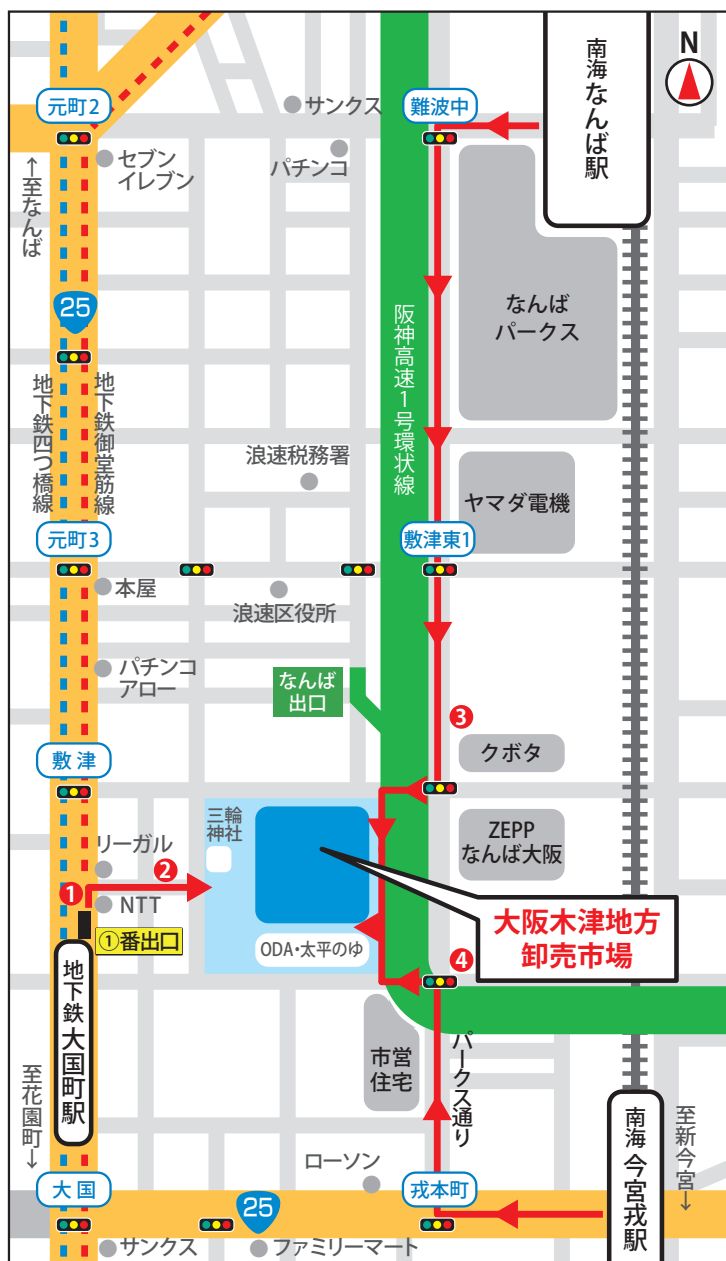 N
南海 なんば駅
元町2
サンクス
難波中
パチンコ
セブン
イレブン
↑至なんば
25
なんば
パークス
阪神高速1号環状線
地下鉄四つ橋線
地下鉄御堂筋線
浪速税務署
ヤマダ電機
元町3
敷津東1
本屋
浪速区役所
パチンコ
アロー
なんば
出口
3
敷津
クボタ
三輪
神社
ZEPP
なんば大阪
リーガル
2
1
NTT
①番出口
大阪木津地方
卸売市場
ODA・太平のゆ
4
地下鉄 大国町駅
市営
住宅
パークス通り
至花園町↓
南海 今宮戎駅
至新今宮↓
ローソン
大国
25
戎本町
サンクス
ファミリーマート